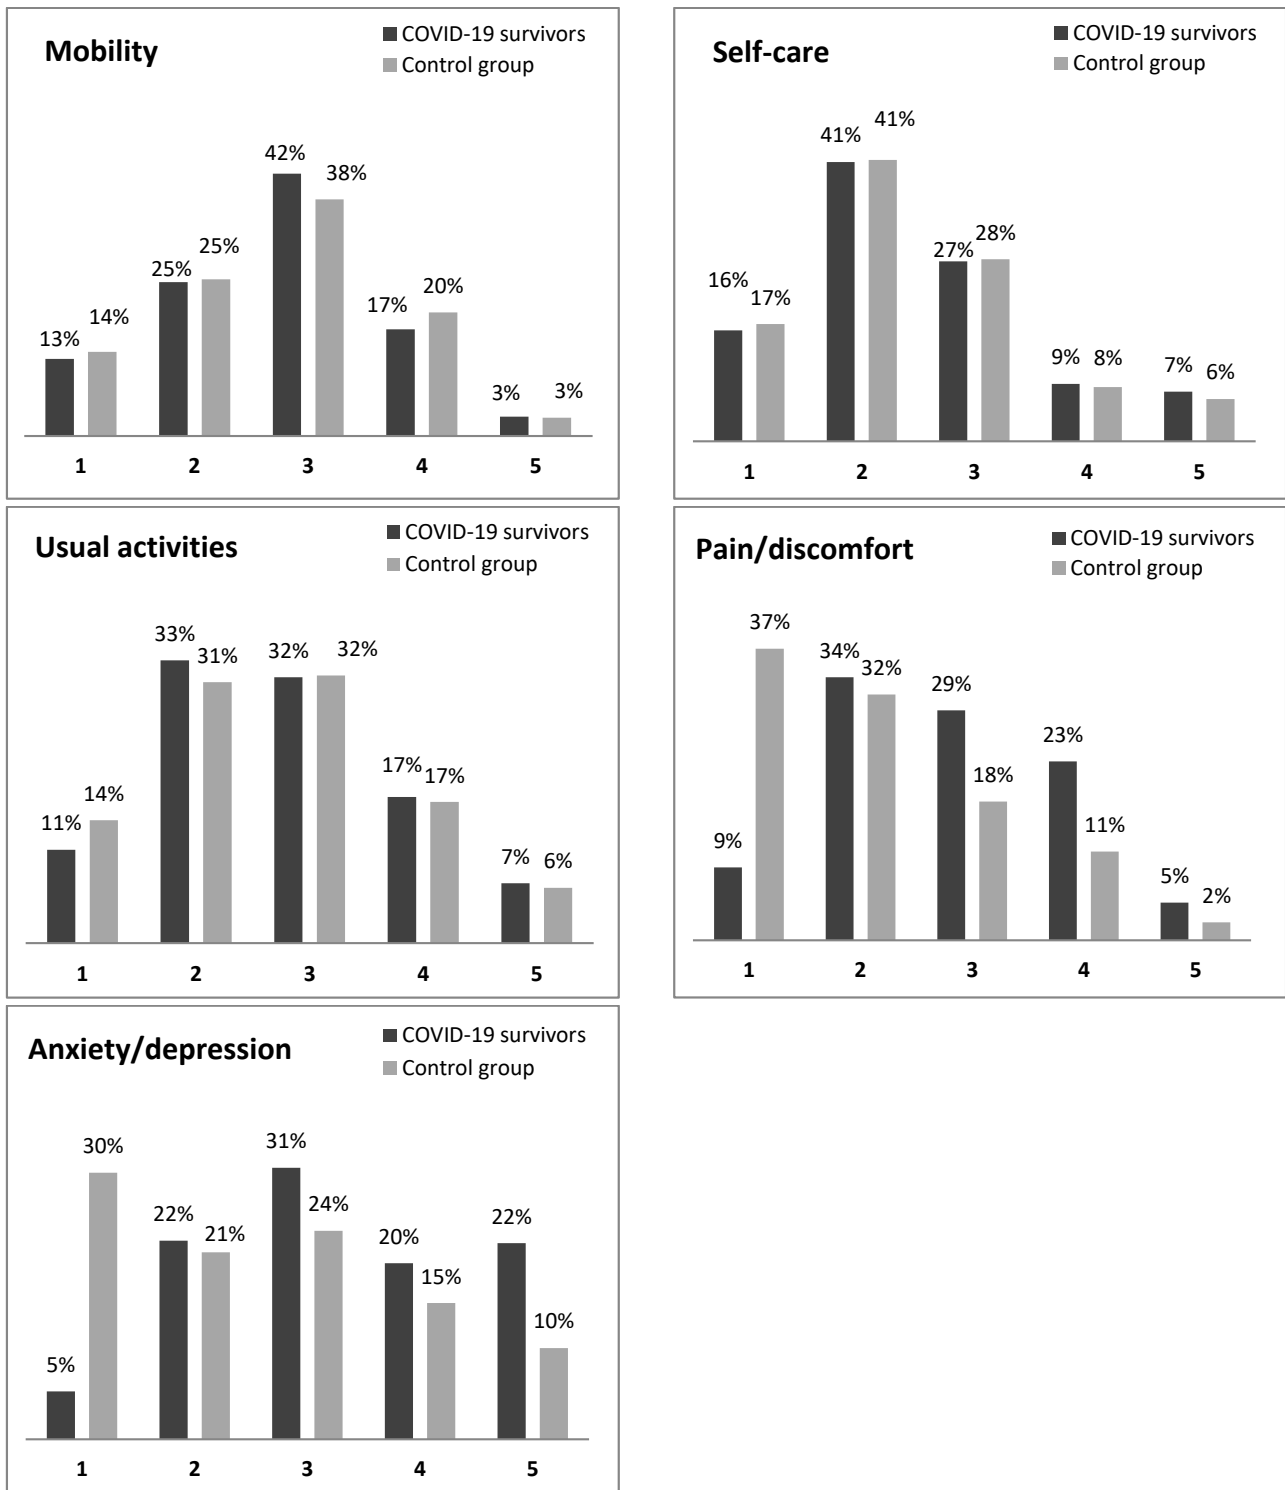 Mobility
COVID-19 survivors
Control group
13% 14% 25% 25% 42% 38% 17% 20% 3% 3%
1 2 3 4 5
Self-care
COVID-19 survivors
Control group
16% 17% 41% 41% 27% 28% 9% 8% 7% 6%
1 2 3 4 5
Usual activities
COVID-19 survivors
Control group
11% 14% 33% 31% 32% 32% 17% 17% 7% 6%
1 2 3 4 5
Pain/discomfort
COVID-19 survivors
Control group
9% 37% 34% 32% 29% 18% 23% 11% 5% 2%
1 2 3 4 5
Anxiety/depression
COVID-19 survivors
Control group
5% 30% 22% 21% 31% 24% 20% 15% 22% 10%
1 2 3 4 5